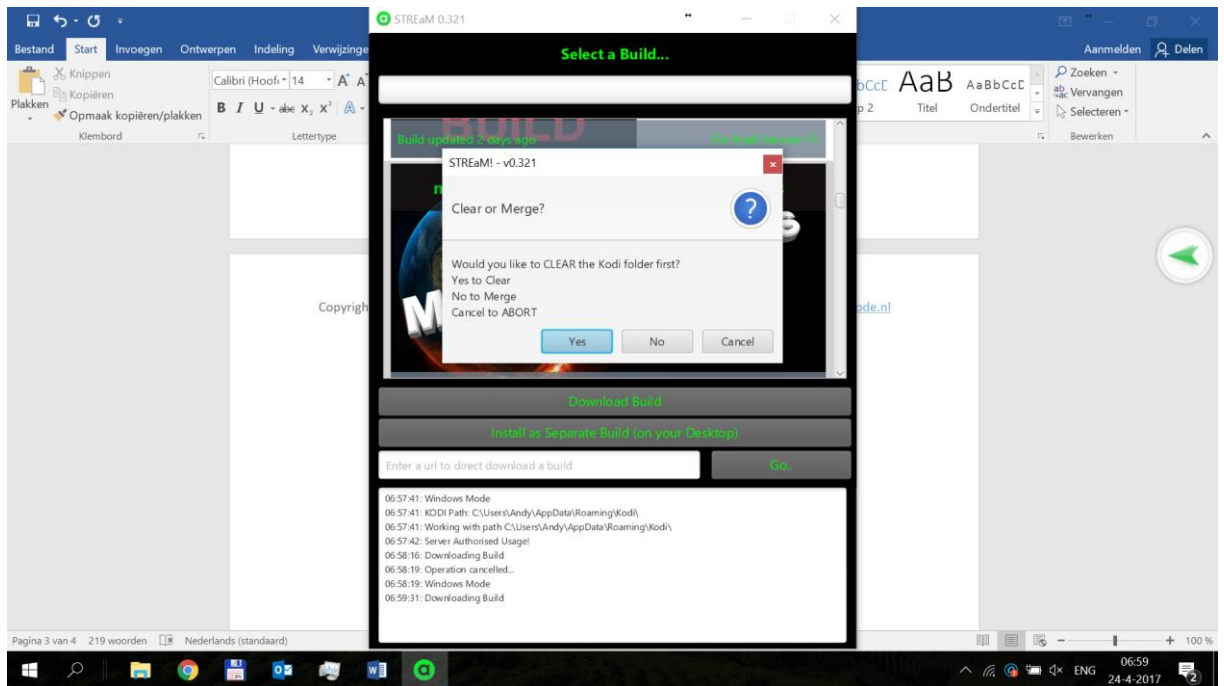 STREaM 0.321
Bestand Start Invoegen Ontwerpen Indeling Verwijzinge
Aanmelden Delen
Select a Build...
Knippen
Kopiëren
Plakken
Opmaak kopiëren/plakken
Klembord
Calibri (Hoofd 14
B I U abc X₂ X²
Lettertype
AaB AaBbCcD
p 2 Titel Ondertitel
Zoeken
Vervangen
Selecteren
Bewerken
BUILD
Build updated 2 days ago
STREaM! - v0.321
Clear or Merge?
Would you like to CLEAR the Kodi folder first?
Yes to Clear
No to Merge
Cancel to ABORT
Yes No Cancel
Copyrigh
ode.nl
Download Build
Install as Separate Build (on your Desktop)
Enter a url to direct download a build
Go..
06:57:41: Windows Mode
06:57:41: KODI Path: C:\Users\Andy\AppData\Roaming\Kodi\
06:57:41: Working with path C:\Users\Andy\AppData\Roaming\Kodi\
06:57:42: Server Authorised Usage!
06:58:16: Downloading Build
06:58:19: Operation cancelled...
06:58:19: Windows Mode
06:59:31: Downloading Build
Pagina 3 van 4 219 woorden Nederlands (standaard)
100 %
ENG
06:59
24-4-2017